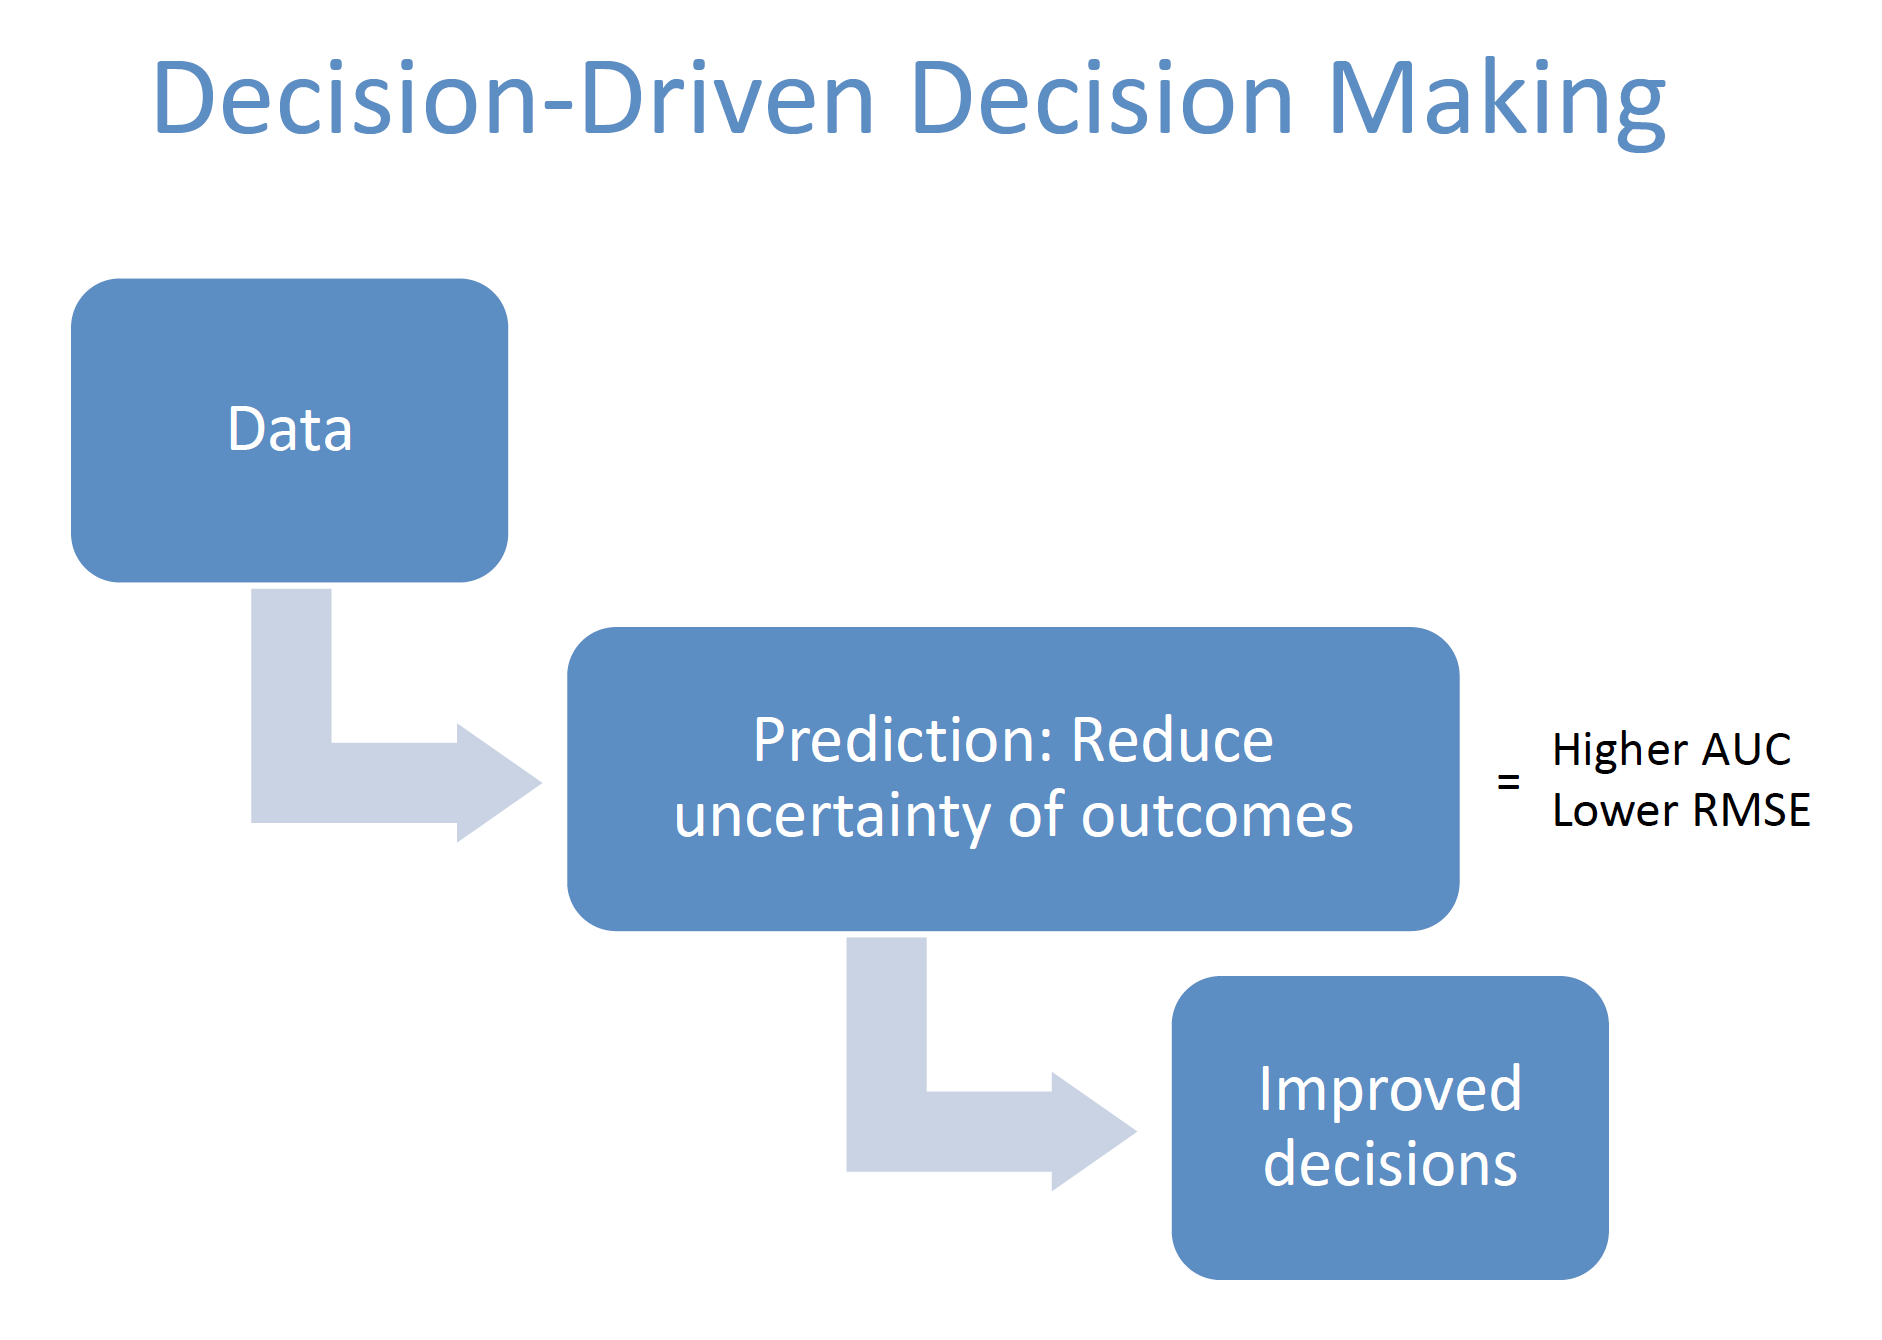 Decision-Driven Decision Making
Data
Prediction: Reduce
uncertainty of outcomes
=
Higher AUC
Lower RMSE
Improved
decisions